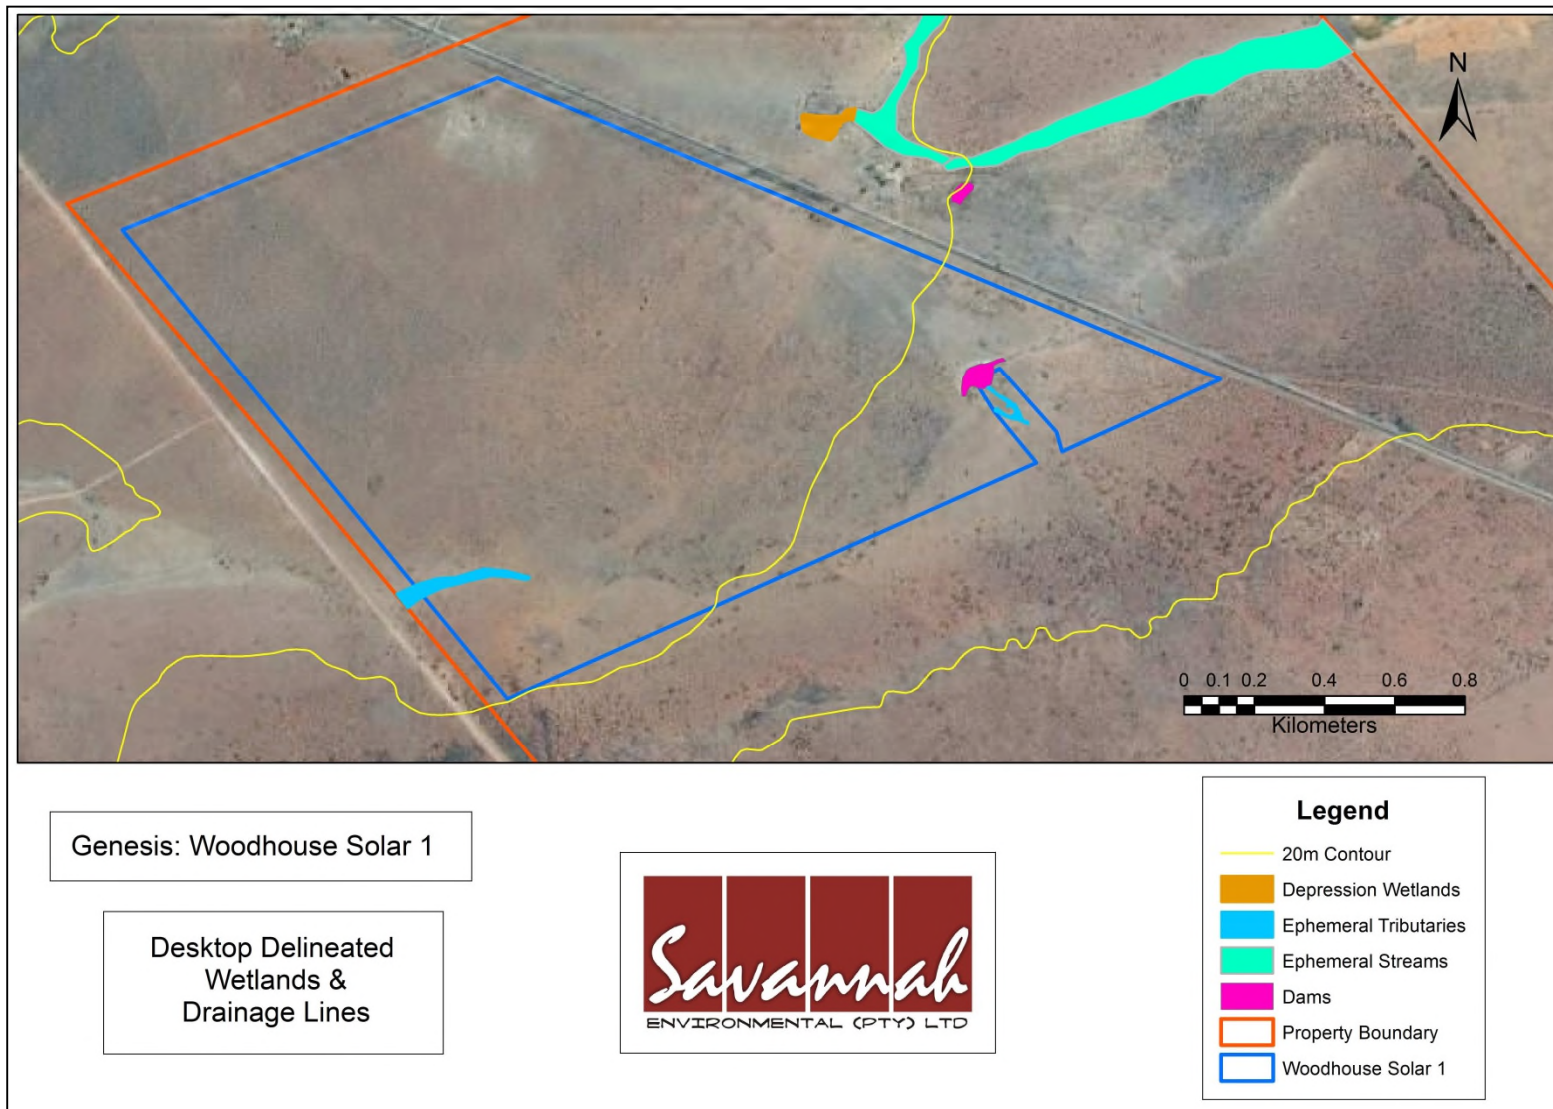 N
0 0.1 0.2 0.4 0.6 0.8
Kilometers
Genesis: Woodhouse Solar 1
Desktop Delineated
Wetlands &
Drainage Lines
Savannah
ENVIRONMENTAL (PTY) LTD
Legend
20m Contour
Depression Wetlands
Ephemeral Tributaries
Ephemeral Streams
Dams
Property Boundary
Woodhouse Solar 1